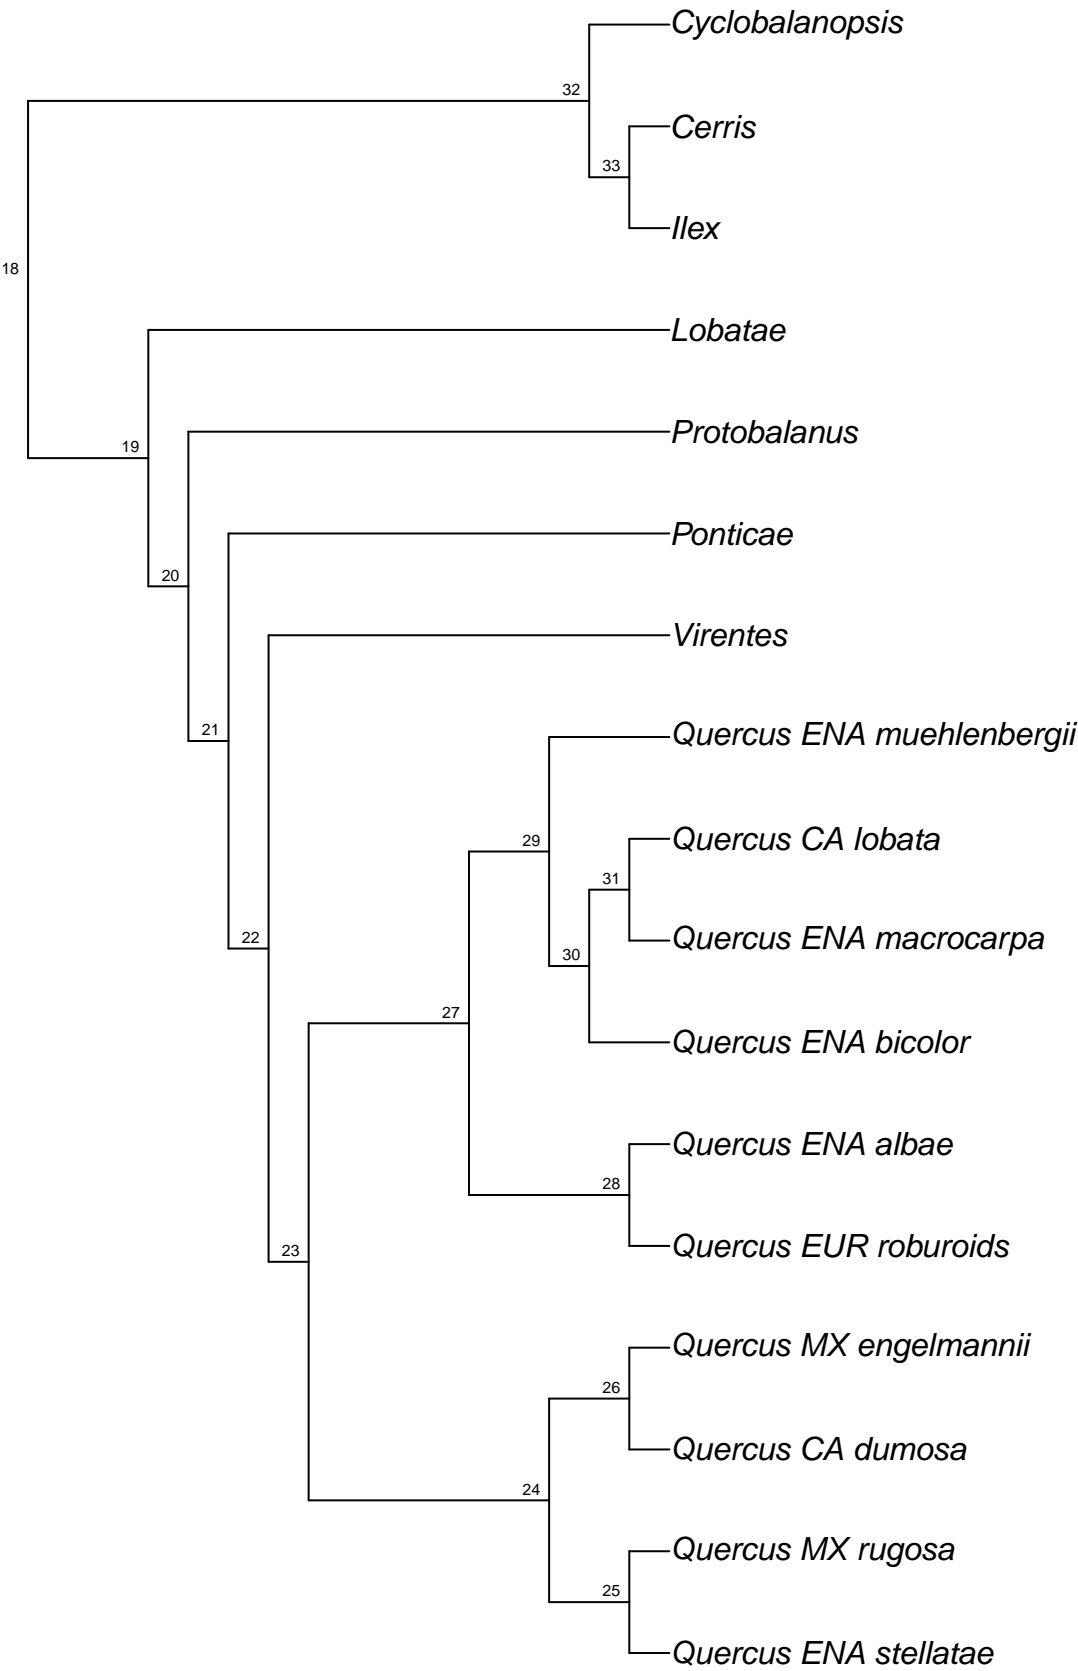 Cyclobalanopsis
32
Cerris
33
Ilex
18
Lobatae
Protobalanus
19
Ponticae
20
Virentes
21
Quercus ENA muehlenbergii
29
Quercus CA lobata
31
22
Quercus ENA macrocarpa
30
27
Quercus ENA bicolor
Quercus ENA albae
28
23
Quercus EUR roburoids
Quercus MX engelmannii
26
Quercus CA dumosa
24
Quercus MX rugosa
25
Quercus ENA stellatae